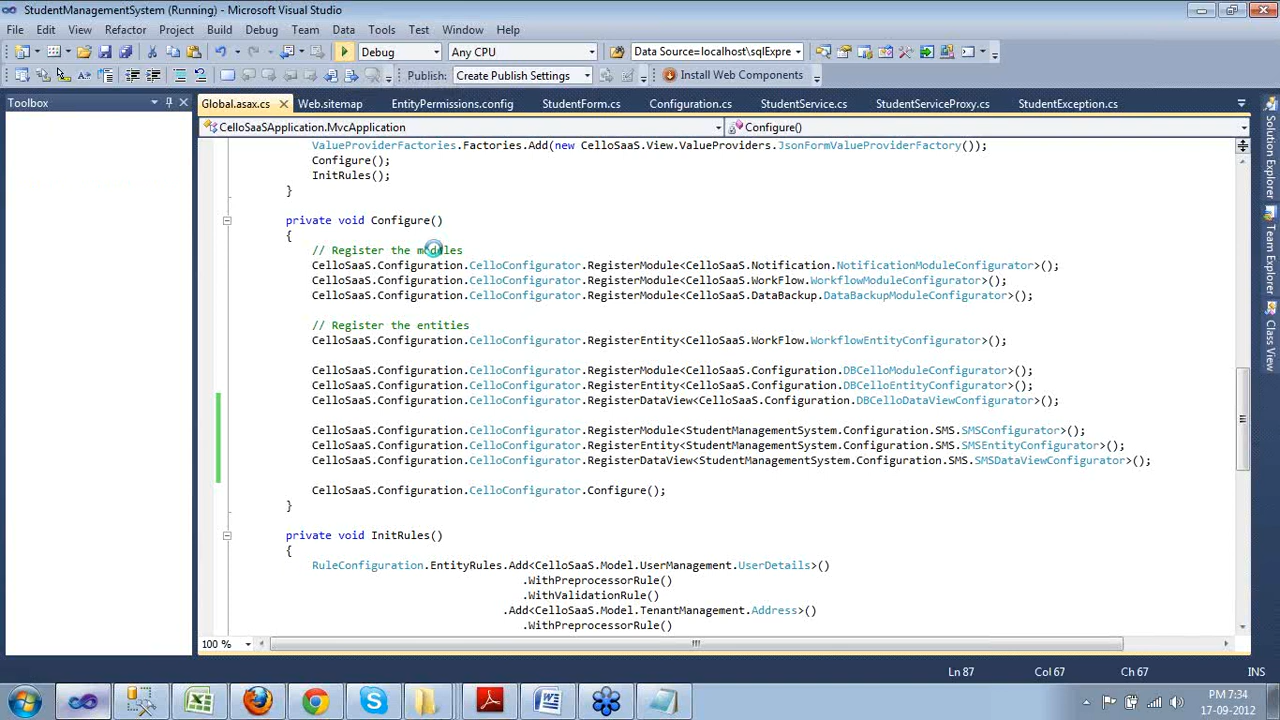 StudentManagementSystem (Running) - Microsoft Visual Studio
File Edit View Refactor Project Build Debug Team Data Tools Test Window Help
Debug Any CPU Data Source=localhost\sqlExpre
Publish: Create Publish Settings Install Web Components
Toolbox
Global.asax.cs Web.sitemap EntityPermissions.config StudentForm.cs Configuration.cs StudentService.cs StudentServiceProxy.cs StudentException.cs
CelloSaaSApplication.MvcApplication Configure()
ValueProviderFactories.Factories.Add(new CelloSaaS.View.ValueProviders.JsonFormValueProviderFactory());
Configure();
InitRules();
}
private void Configure()
{
// Register the modules
CelloSaaS.Configuration.CelloConfigurator.RegisterModule<CelloSaaS.Notification.NotificationModuleConfigurator>();
CelloSaaS.Configuration.CelloConfigurator.RegisterModule<CelloSaaS.WorkFlow.WorkflowModuleConfigurator>();
CelloSaaS.Configuration.CelloConfigurator.RegisterModule<CelloSaaS.DataBackup.DataBackupModuleConfigurator>();
// Register the entities
CelloSaaS.Configuration.CelloConfigurator.RegisterEntity<CelloSaaS.WorkFlow.WorkflowEntityConfigurator>();
CelloSaaS.Configuration.CelloConfigurator.RegisterModule<CelloSaaS.Configuration.DBCelloModuleConfigurator>();
CelloSaaS.Configuration.CelloConfigurator.RegisterEntity<CelloSaaS.Configuration.DBCelloEntityConfigurator>();
CelloSaaS.Configuration.CelloConfigurator.RegisterDataView<CelloSaaS.Configuration.DBCelloDataViewConfigurator>();
CelloSaaS.Configuration.CelloConfigurator.RegisterModule<StudentManagementSystem.Configuration.SMS.SMSConfigurator>();
CelloSaaS.Configuration.CelloConfigurator.RegisterEntity<StudentManagementSystem.Configuration.SMS.SMSEntityConfigurator>();
CelloSaaS.Configuration.CelloConfigurator.RegisterDataView<StudentManagementSystem.Configuration.SMS.SMSDataViewConfigurator>();
CelloSaaS.Configuration.CelloConfigurator.Configure();
}
private void InitRules()
{
RuleConfiguration.EntityRules.Add<CelloSaaS.Model.UserManagement.UserDetails>()
.WithPreprocessorRule()
.WithValidationRule()
.Add<CelloSaaS.Model.TenantManagement.Address>()
.WithPreprocessorRule()
100 %
Ln 87 Col 67 Ch 67 INS
Solution Explorer
Team Explorer
Class View
PM 7:34
17-09-2012